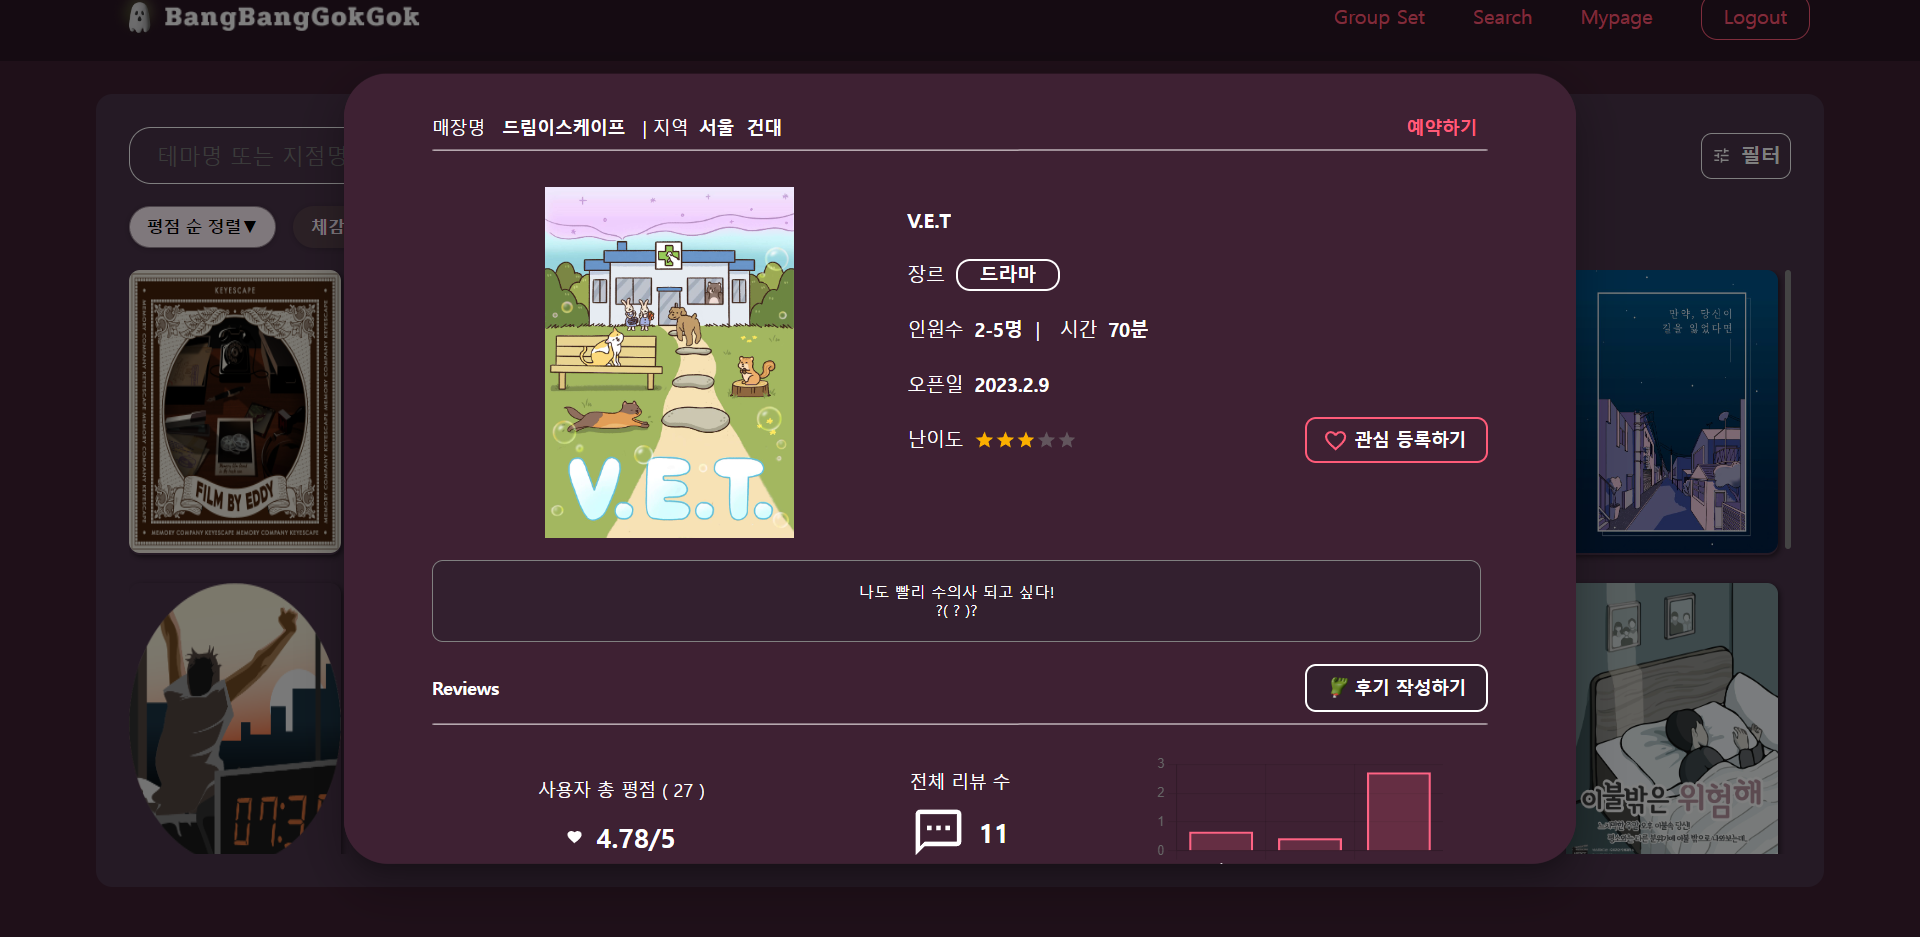 BangBangGokGok
Group Set
Search
Mypage
Logout
매장명 드림이스케이프 | 지역 서울 건대
예약하기
테마명 또는 지점명
필터
평점 순 정렬▼
체감
V.E.T
장르 드라마
인원수 2-5명 | 시간 70분
오픈일 2023.2.9
난이도
관심 등록하기
V.E.T.
KEYESCAPE
FILM BY EDDY
MEMORY COMPANY KEYESCAPE MEMORY COMPANY KEYESCAPE
만약, 당신이
길을 잃었다면
나도 빨리 수의사 되고 싶다!
?( ? )?
Reviews
후기 작성하기
사용자 총 평점 ( 27 )
4.78/5
전체 리뷰 수
11
3
2
1
0
이불밖은 위험해